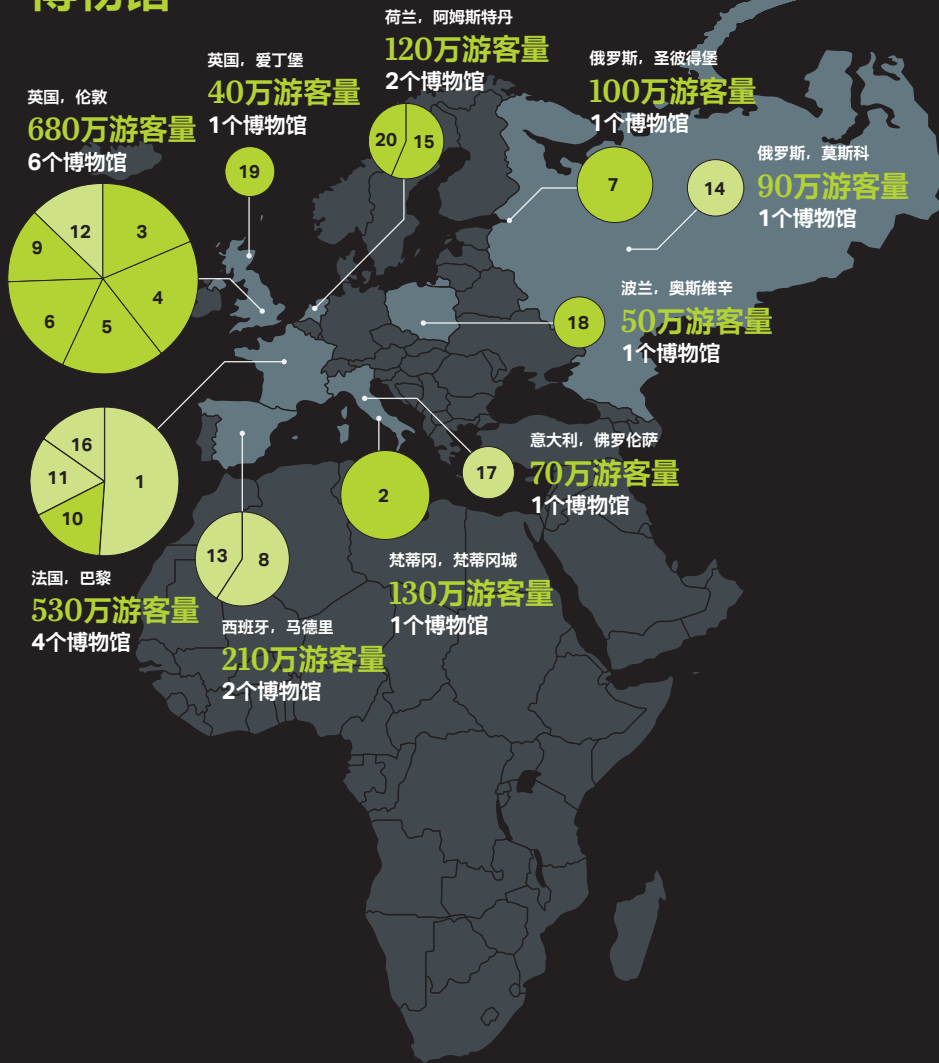 博物馆
荷兰，阿姆斯特丹
120万游客量
2个博物馆
20
15
英国，爱丁堡
40万游客量
1个博物馆
19
俄罗斯，圣彼得堡
100万游客量
1个博物馆
7
英国，伦敦
680万游客量
6个博物馆
12
3
9
4
6
5
俄罗斯，莫斯科
90万游客量
1个博物馆
14
波兰，奥斯维辛
50万游客量
1个博物馆
18
16
11
1
10
法国，巴黎
530万游客量
4个博物馆
意大利，佛罗伦萨
70万游客量
1个博物馆
17
2
梵蒂冈，梵蒂冈城
130万游客量
1个博物馆
13
8
西班牙，马德里
210万游客量
2个博物馆